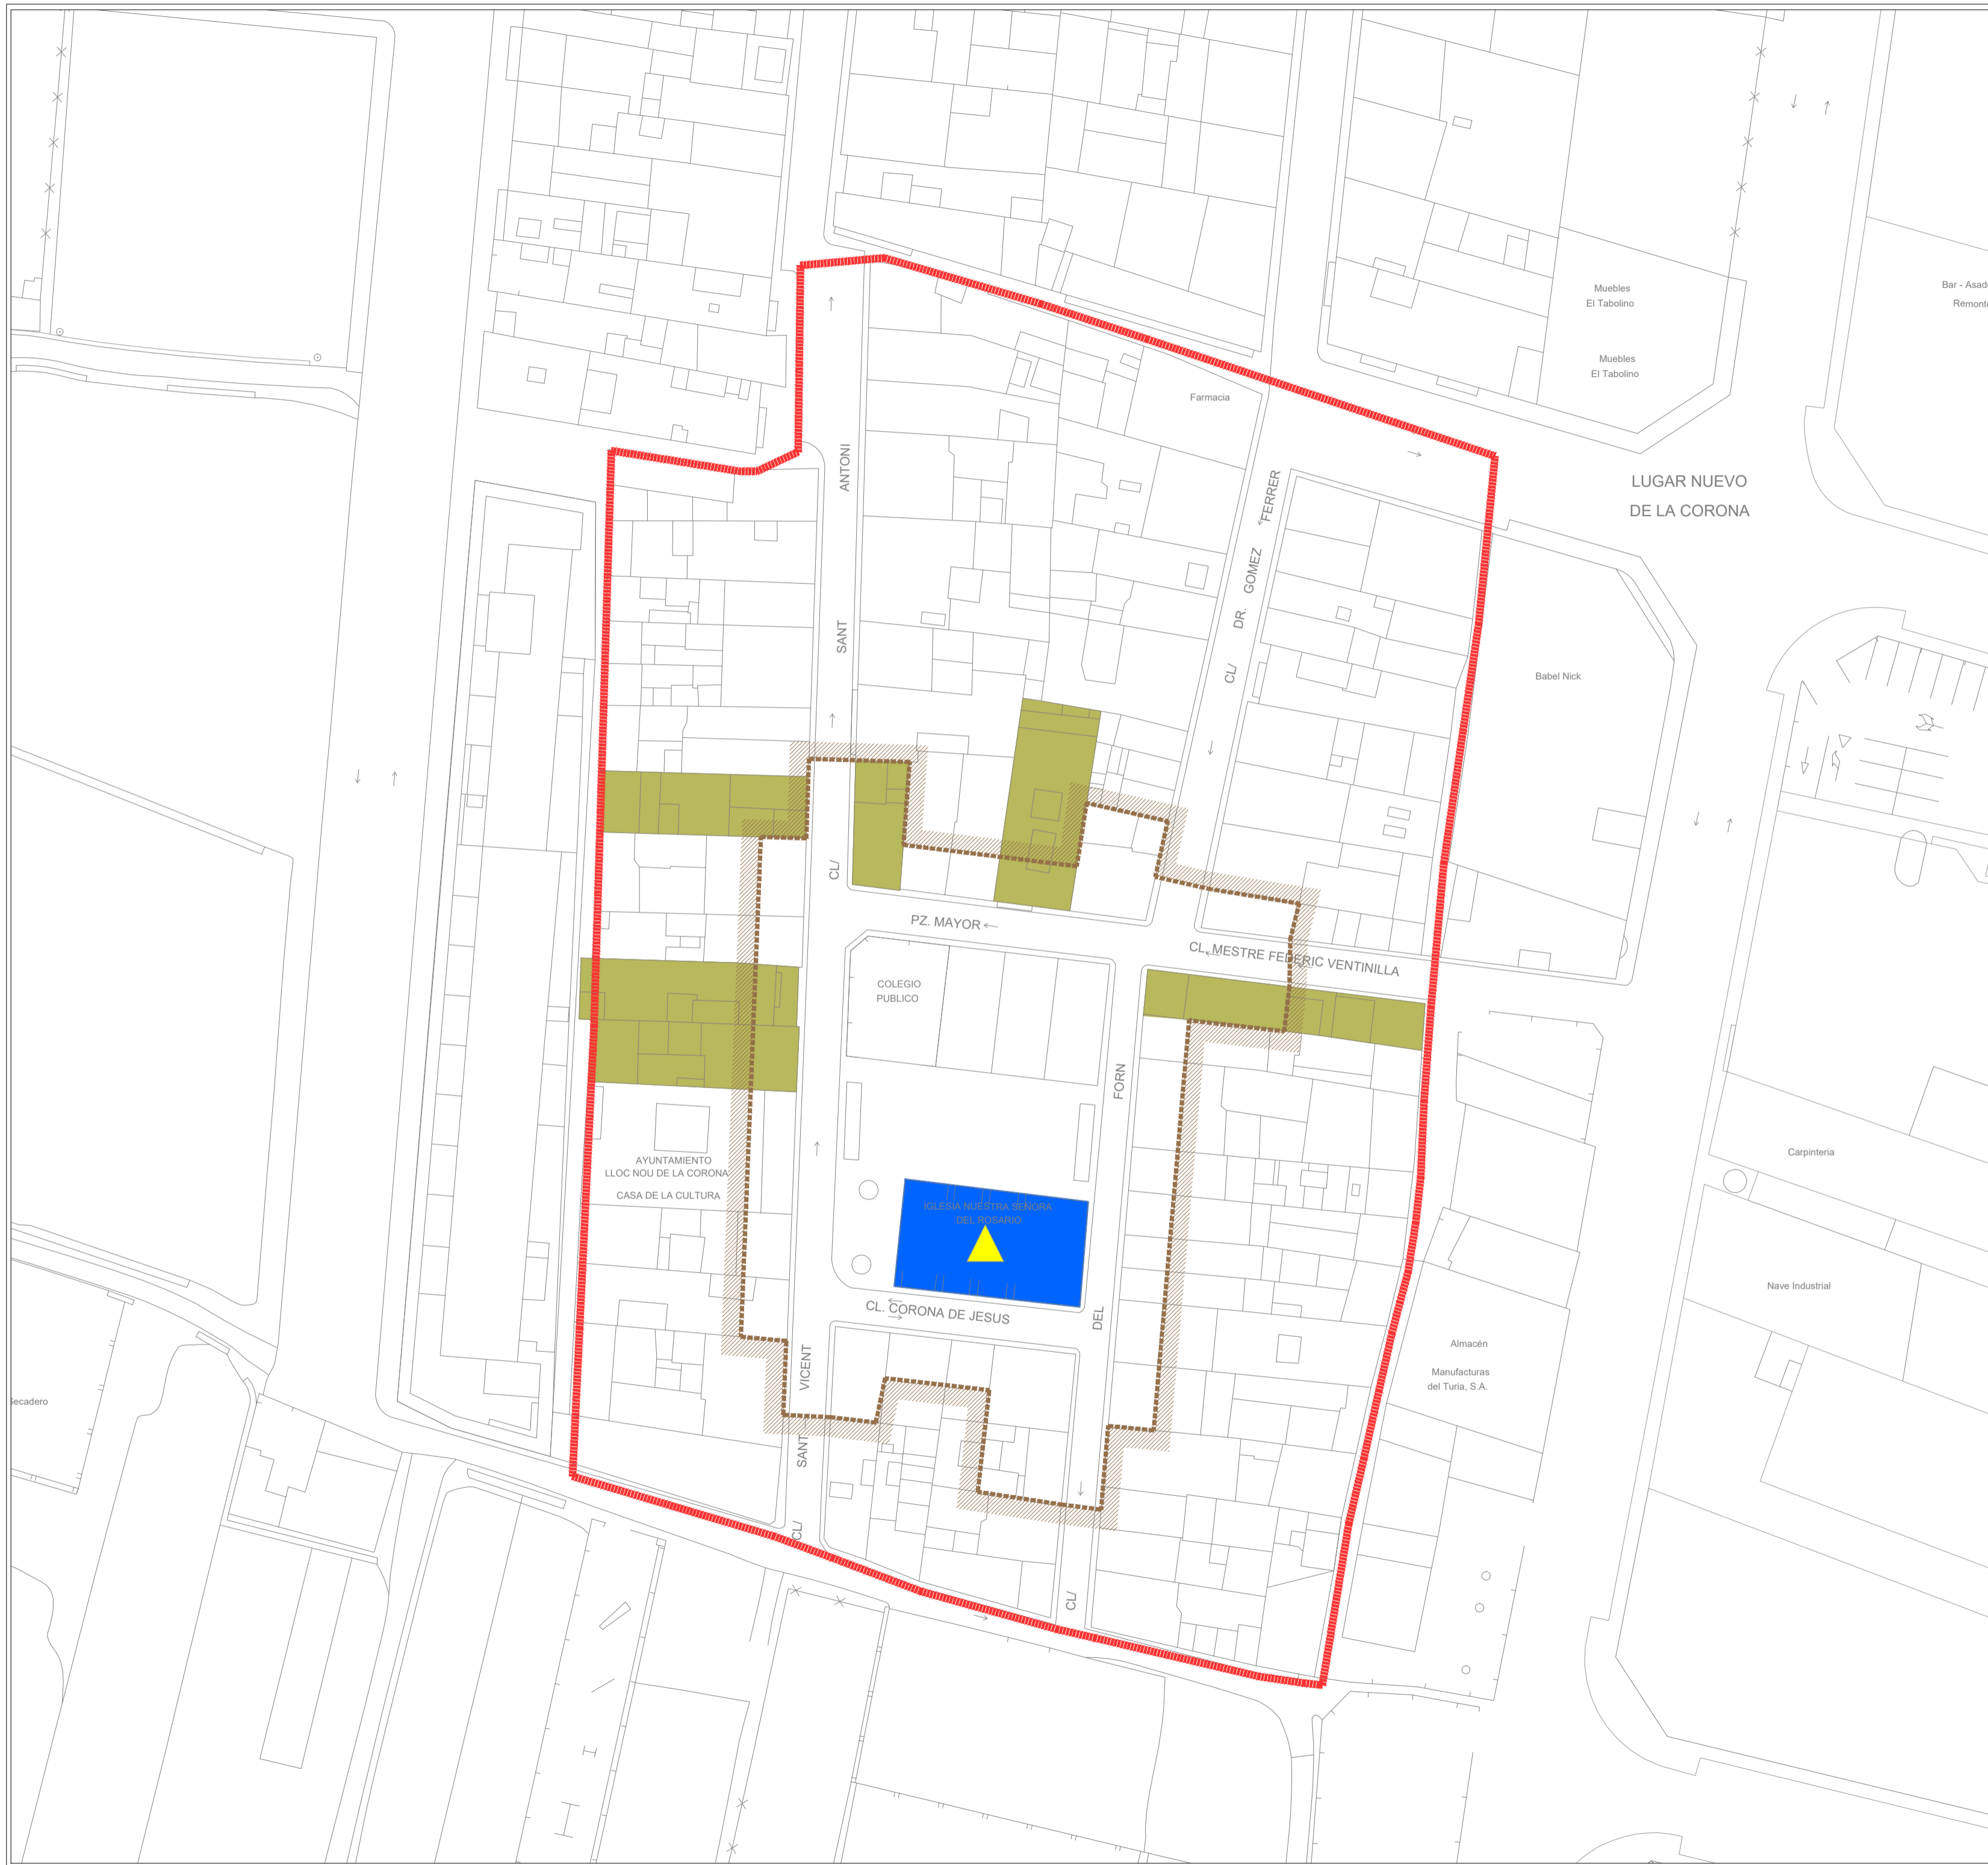 Muebles
El Tabolino
Bar - Asad
Remont
Muebles
El Tabolino
Farmacia
LUGAR NUEVO
DE LA CORONA
CL/ SANT ANTONI
CL/ DR. GOMEZ FERRER
Babel Nick
PZ. MAYOR
CL. MESTRE FEDERIC VENTINILLA
COLEGIO
PUBLICO
CL/ DEL FORN
AYUNTAMIENTO
LLOC NOU DE LA CORONA
CASA DE LA CULTURA
Carpinteria
IGLESIA NUESTRA SEÑORA
DEL ROSARIO
Nave Industrial
CL. CORONA DE JESUS
CL/ SANT VICENT
Almacén
Manufacturas
del Turia, S.A.
Secadero